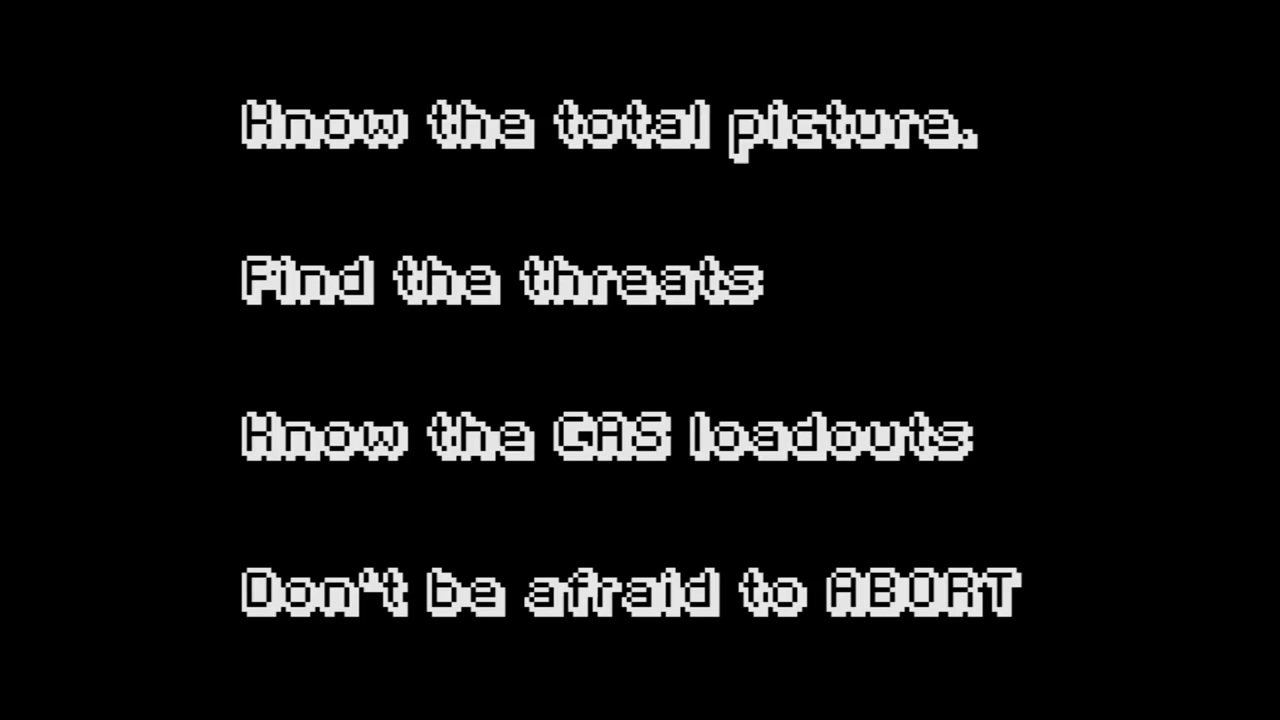 Know the total picture.
Find the threats
Know the CAS loadouts
Don't be afraid to ABORT